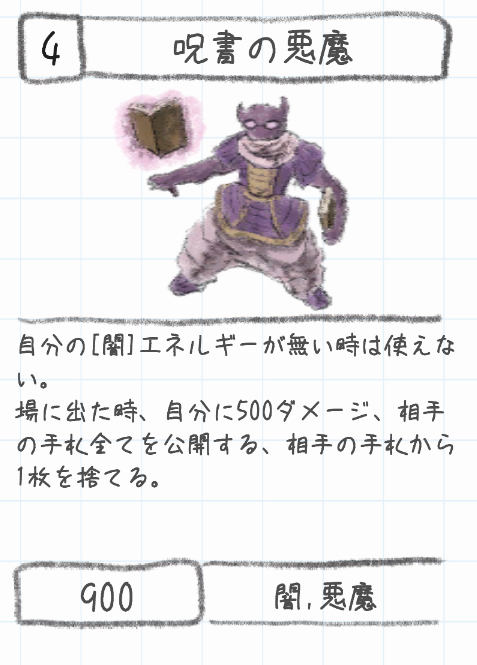 4
呪書の悪魔
自分の[闇]エネルギーが無い時は使えな
い。
場に出た時、自分に500ダメージ、相手
の手札全てを公開する、相手の手札から
1枚を捨てる。
900
闇,悪魔